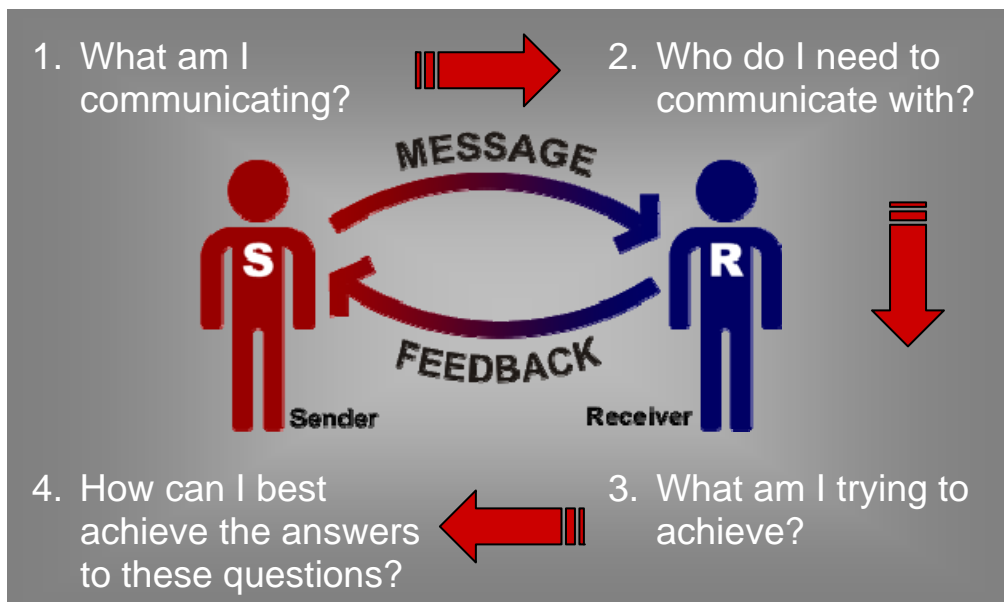 1. What am I
communicating?
2. Who do I need to
communicate with?
MESSAGE
S
R
FEEDBACK
Sender
Receiver
3. What am I trying to
achieve?
4. How can I best
achieve the answers
to these questions?